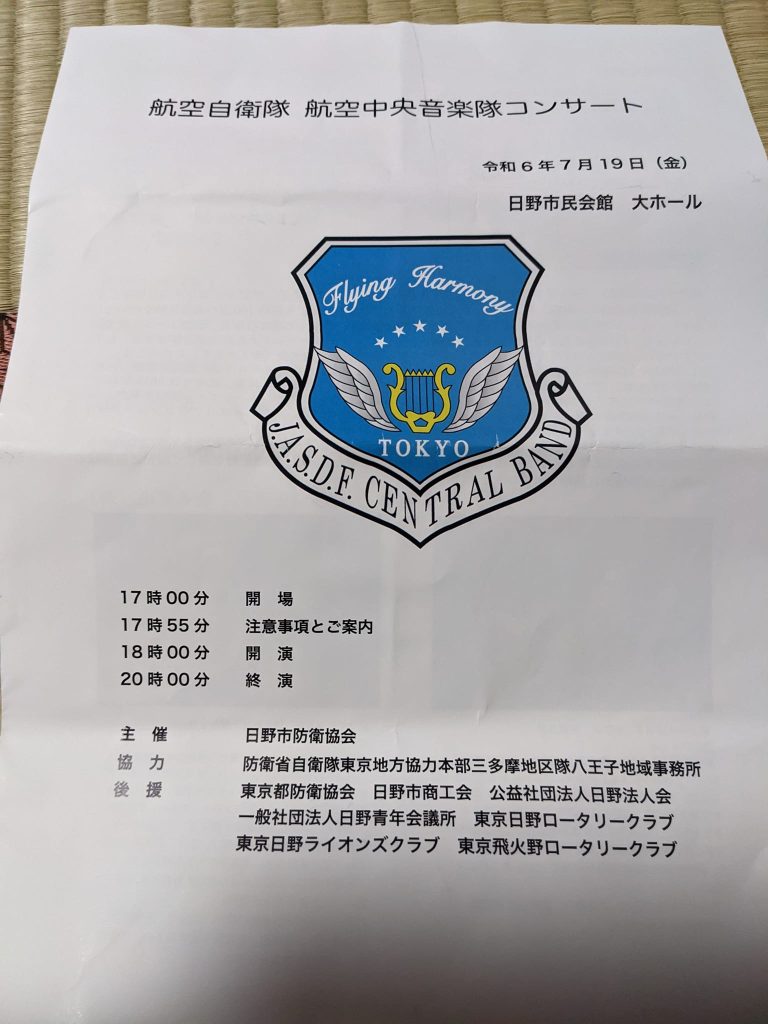 航空自衛隊 航空中央音楽隊コンサート
令和6年7月19日（金）
日野市民会館　大ホール
Flying Harmony
TOKYO
J.A.S.D.F. CENTRAL BAND
17時00分　開　場
17時55分　注意事項とご案内
18時00分　開　演
20時00分　終　演
主　催　日野市防衛協会
協　力　防衛省自衛隊東京地方協力本部三多摩地区隊八王子地域事務所
後　援　東京都防衛協会　日野市商工会　公益社団法人日野法人会
一般社団法人日野青年会議所　東京日野ロータリークラブ
東京日野ライオンズクラブ　東京飛火野ロータリークラブ